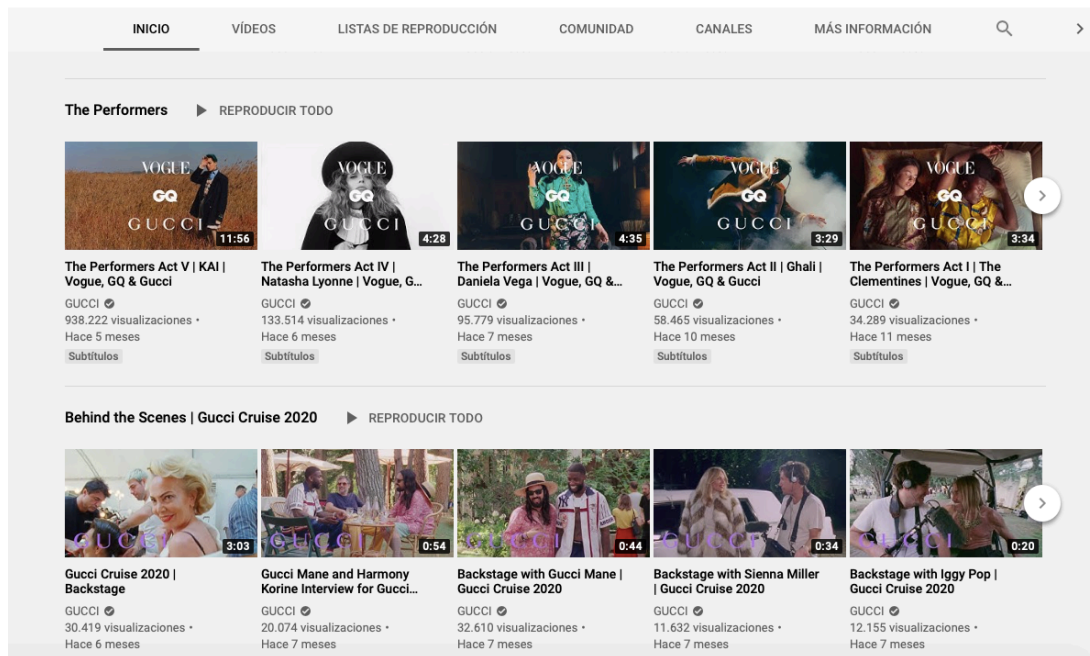 INICIO VÍDEOS LISTAS DE REPRODUCCIÓN COMUNIDAD CANALES MÁS INFORMACIÓN
The Performers REPRODUCIR TODO
VOGUE
GQ
GUCCI
11:56
VOGUE
GQ
GUCCI
4:28
VOGUE
GQ
GUCCI
4:35
VOGUE
GQ
GUCCI
3:29
VOGUE
GQ
GUCCI
3:34
The Performers Act V | KAI |
Vogue, GQ & Gucci
GUCCI
938.222 visualizaciones •
Hace 5 meses
Subtítulos
The Performers Act IV |
Natasha Lyonne | Vogue, G...
GUCCI
133.514 visualizaciones •
Hace 6 meses
Subtítulos
The Performers Act III |
Daniela Vega | Vogue, GQ &...
GUCCI
95.779 visualizaciones •
Hace 7 meses
Subtítulos
The Performers Act II | Ghali |
Vogue, GQ & Gucci
GUCCI
58.465 visualizaciones •
Hace 10 meses
Subtítulos
The Performers Act I | The
Clementines | Vogue, GQ &...
GUCCI
34.289 visualizaciones •
Hace 11 meses
Subtítulos
Behind the Scenes | Gucci Cruise 2020 REPRODUCIR TODO
GUCCI
3:03
GUCCI
0:54
GUCCI
0:44
GUCCI
0:34
GUCCI
0:20
Gucci Cruise 2020 |
Backstage
GUCCI
30.419 visualizaciones •
Hace 6 meses
Gucci Mane and Harmony
Korine Interview for Gucci...
GUCCI
20.074 visualizaciones •
Hace 7 meses
Backstage with Gucci Mane |
Gucci Cruise 2020
GUCCI
32.610 visualizaciones •
Hace 7 meses
Backstage with Sienna Miller
| Gucci Cruise 2020
GUCCI
11.632 visualizaciones •
Hace 7 meses
Backstage with Iggy Pop |
Gucci Cruise 2020
GUCCI
12.155 visualizaciones •
Hace 7 meses